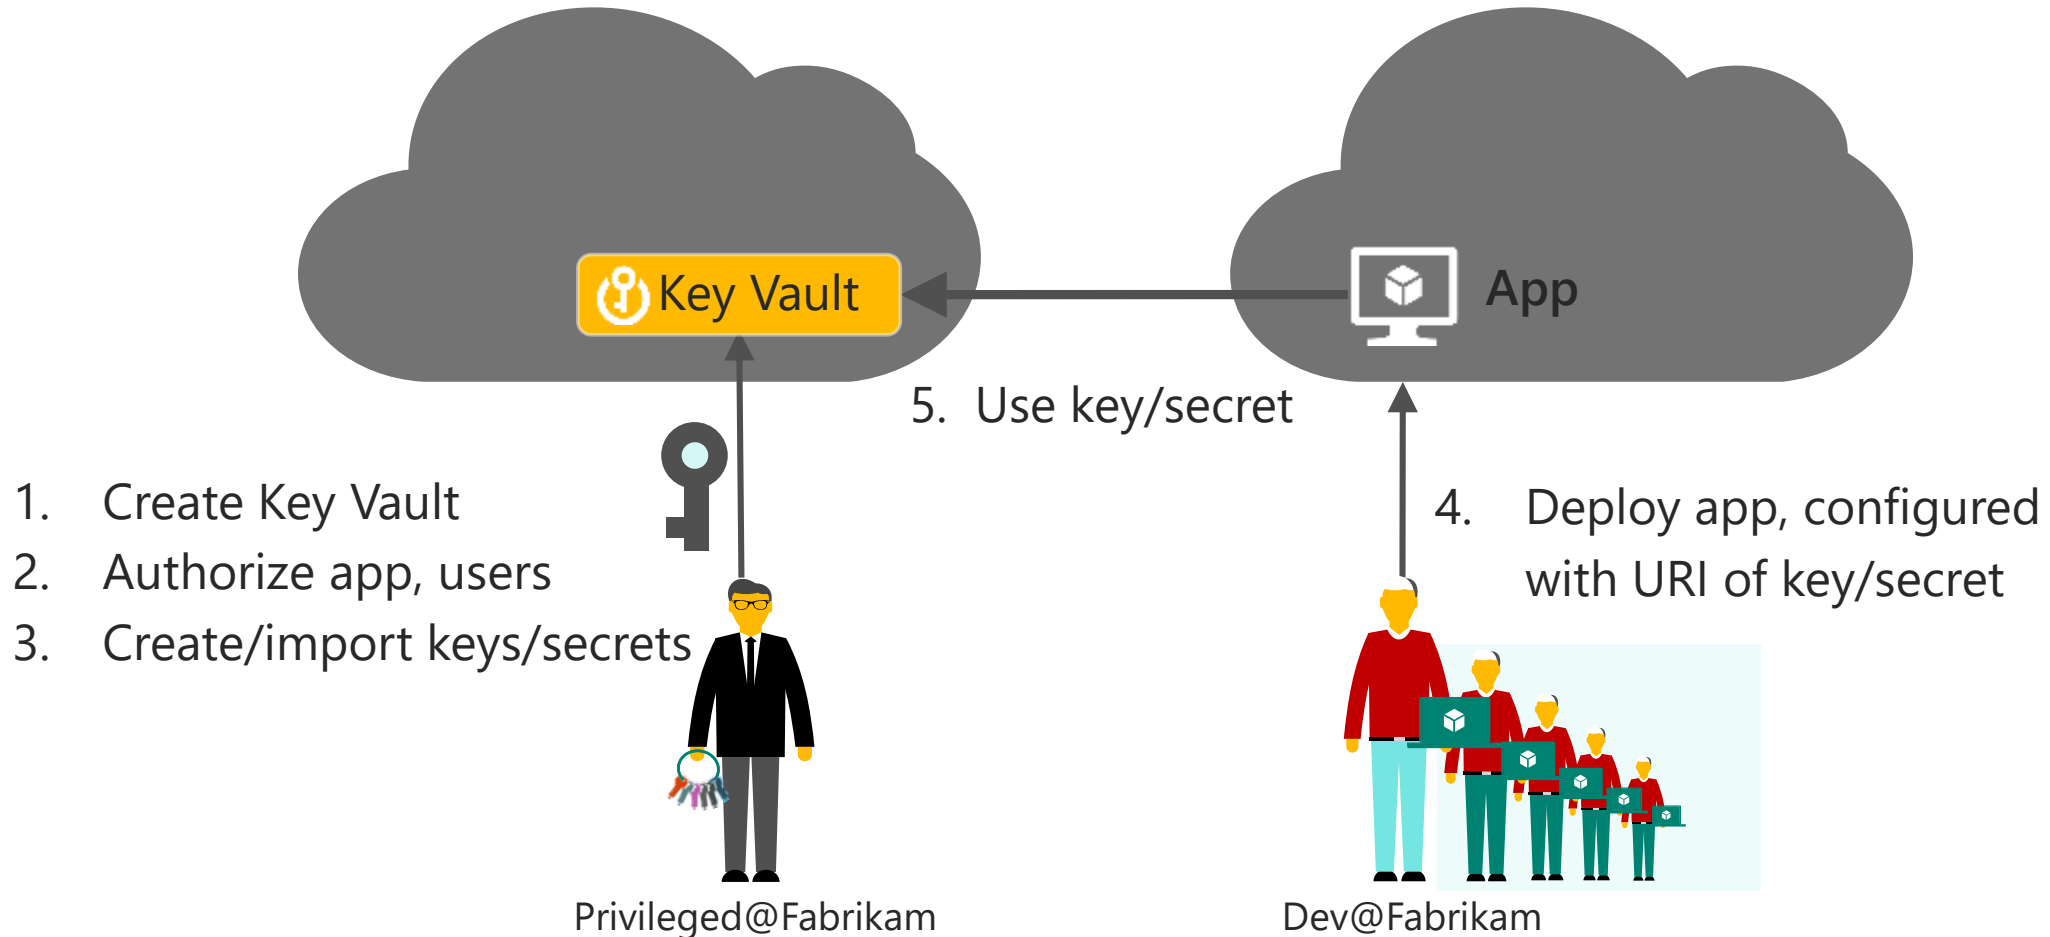 Key Vault
App
5. Use key/secret
1. Create Key Vault
2. Authorize app, users
3. Create/import keys/secrets
4. Deploy app, configured
with URI of key/secret
Privileged@Fabrikam
Dev@Fabrikam